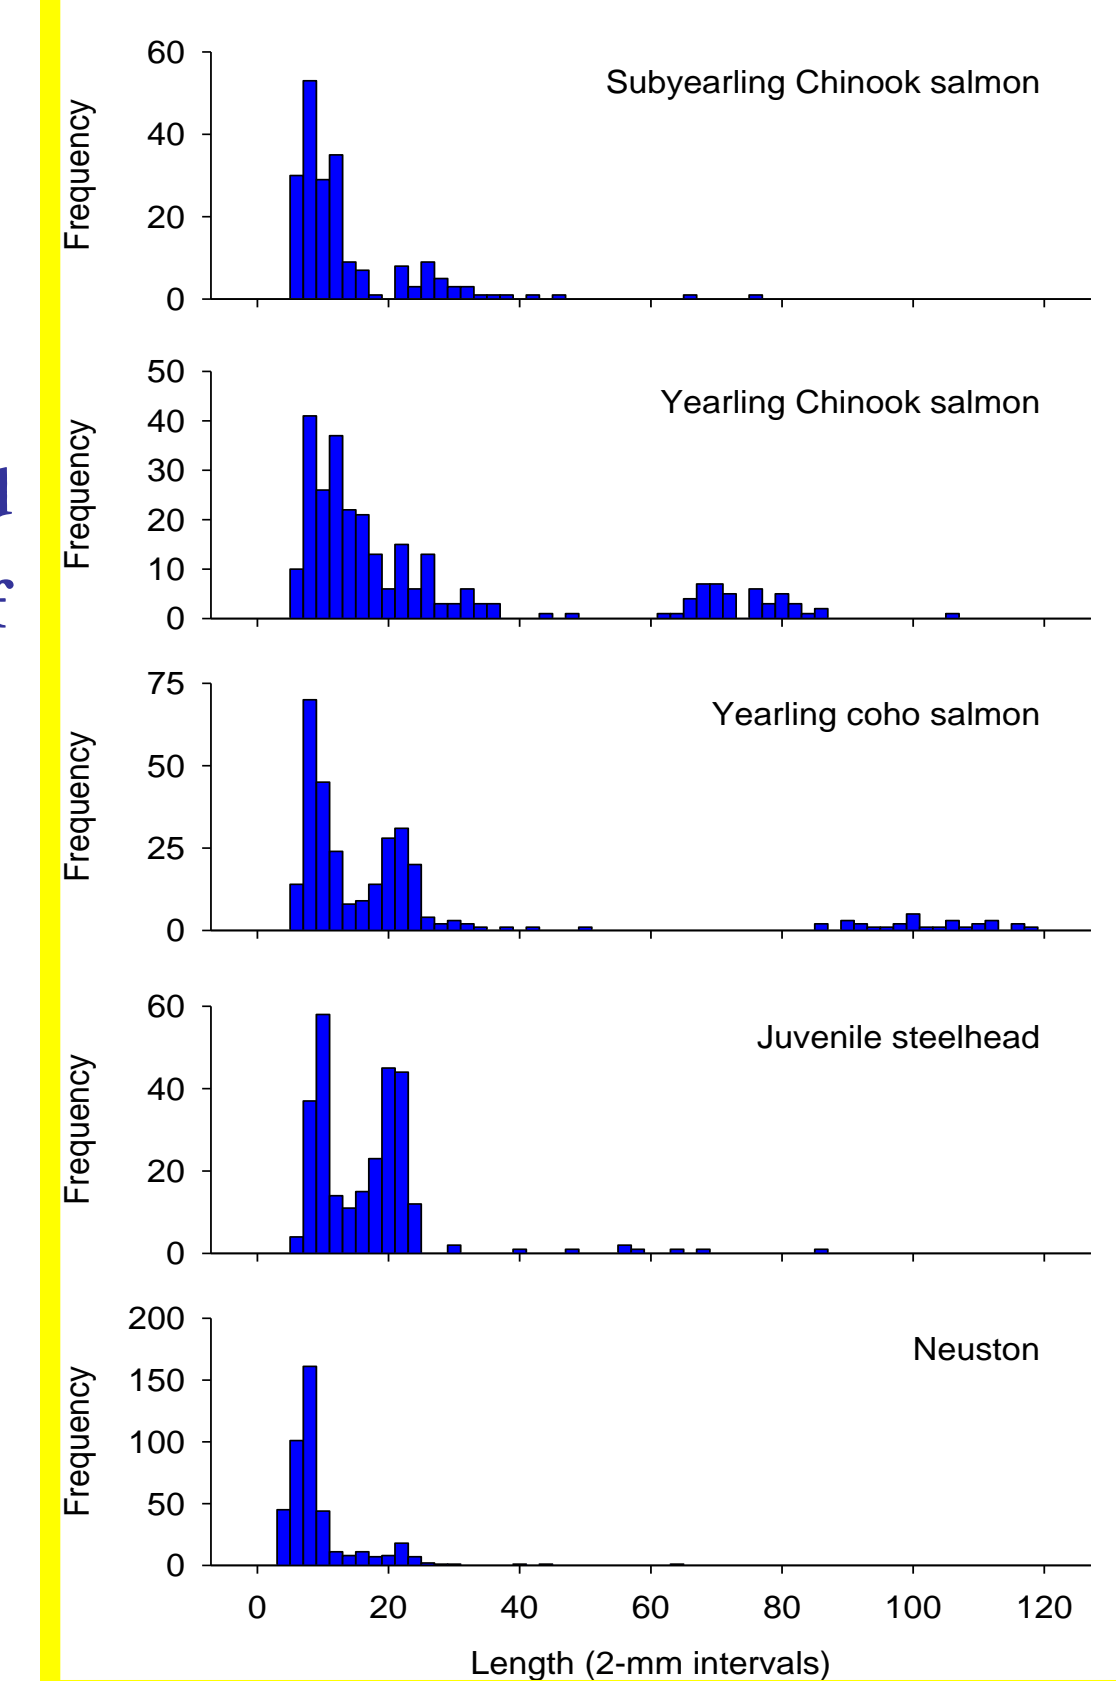 60
Subyearling Chinook salmon
40
20
0
Frequency
50
Yearling Chinook salmon
40
30
20
10
0
Frequency
75
Yearling coho salmon
50
25
0
Frequency
60
Juvenile steelhead
40
20
0
Frequency
200
Neuston
150
100
50
0
Frequency
0 20 40 60 80 100 120
Length (2-mm intervals)